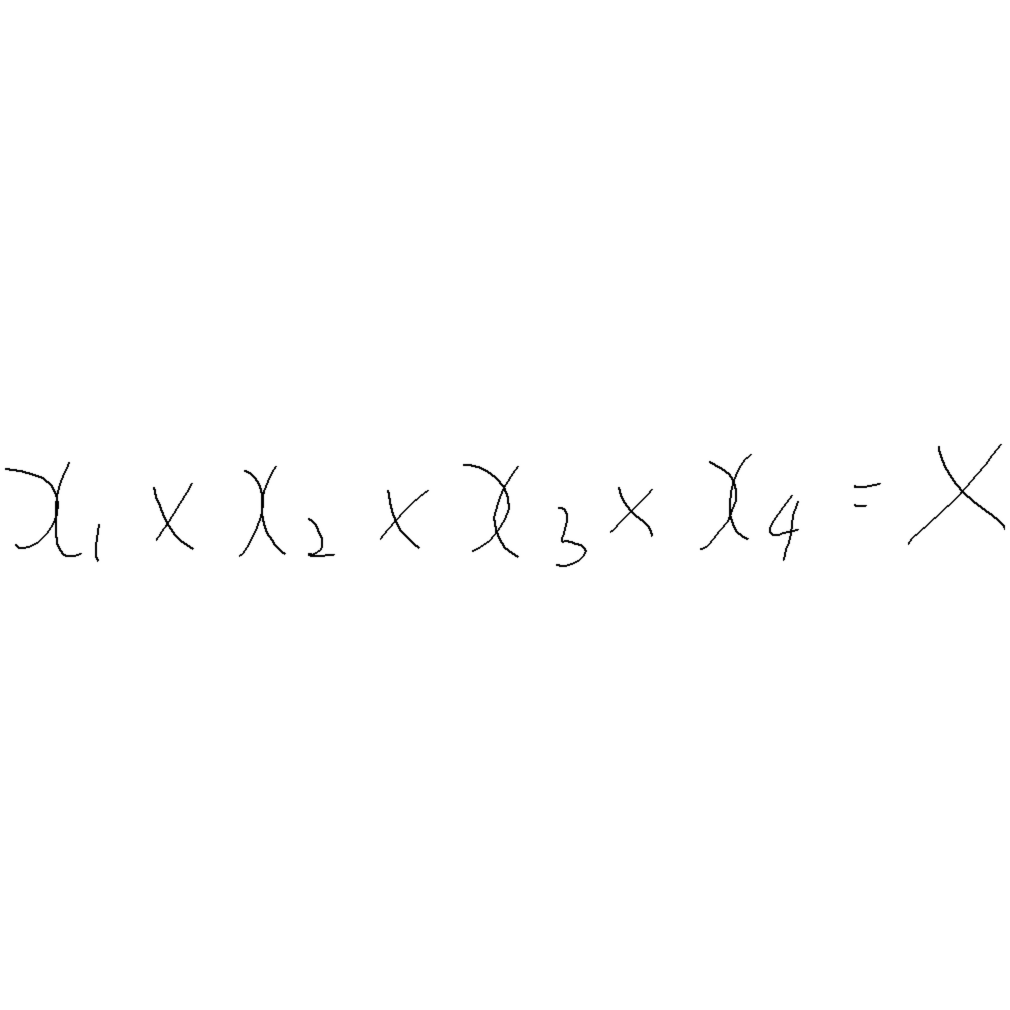 x₁ × x₂ × x₃ × x₄ = X